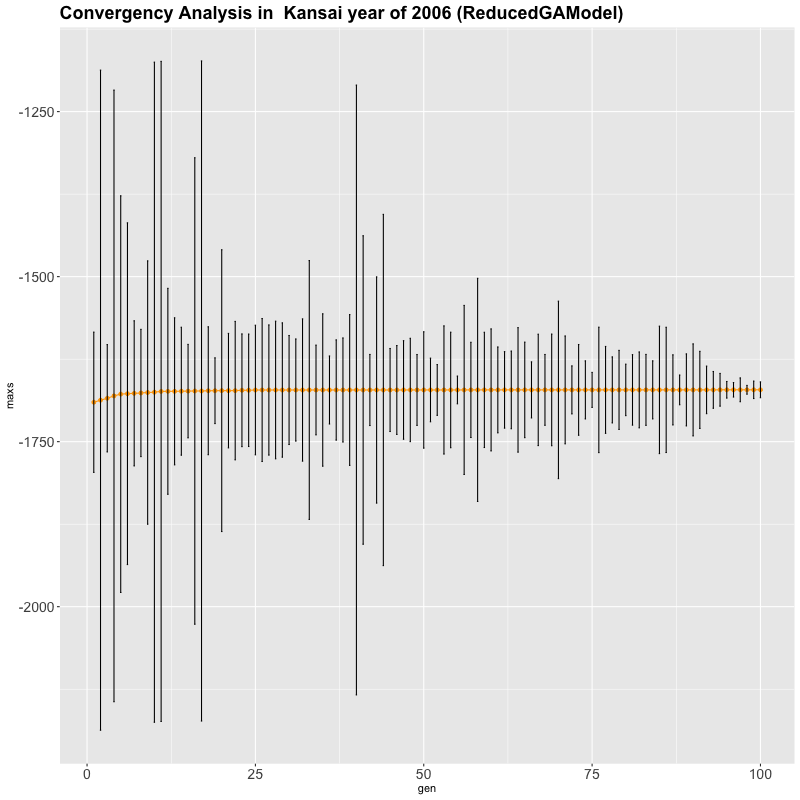 Convergency Analysis in  Kansai year of 2006 (ReducedGAModel)
-1250
-1500
-1750
-2000
maxs
0 25 50 75 100
gen